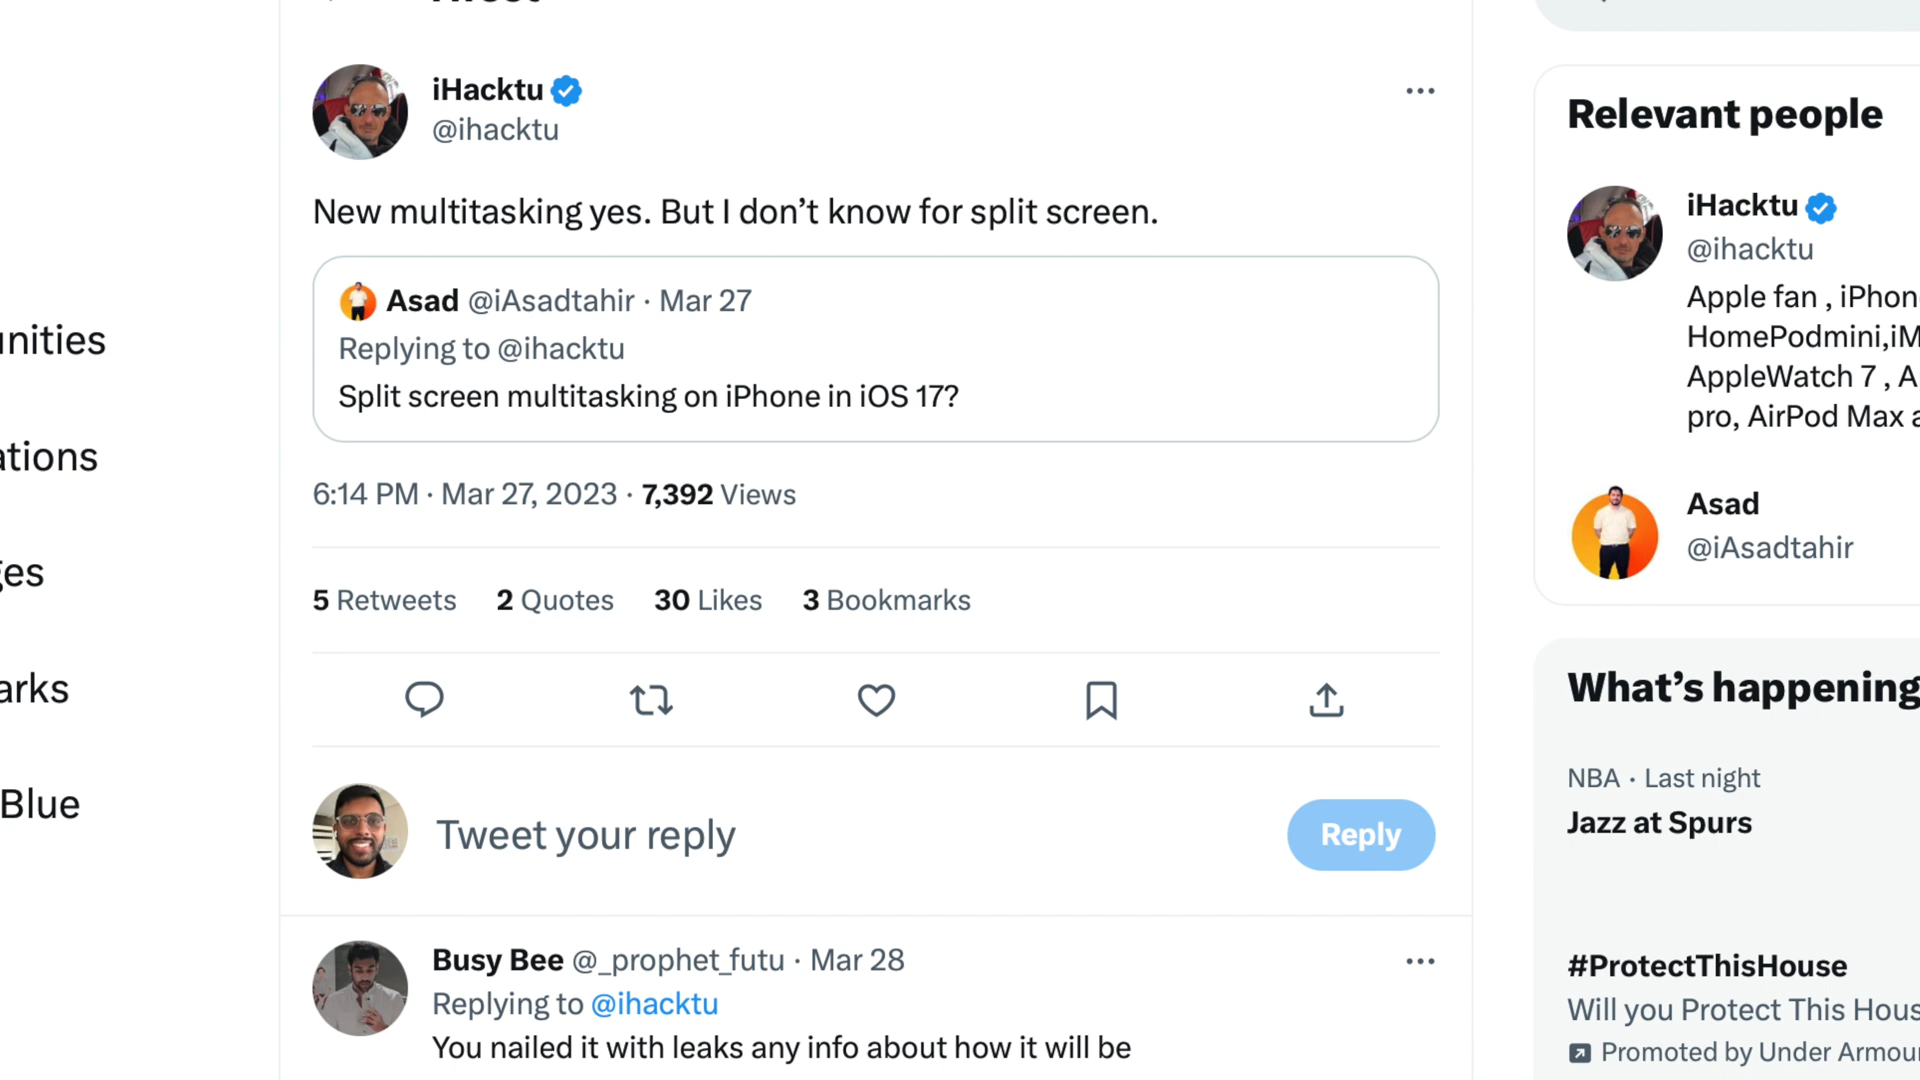 iHacktu
@ihacktu
New multitasking yes. But I don’t know for split screen.
Asad @iAsadtahir · Mar 27
Replying to @ihacktu
Split screen multitasking on iPhone in iOS 17?
6:14 PM · Mar 27, 2023 · 7,392 Views
5 Retweets 2 Quotes 30 Likes 3 Bookmarks
Tweet your reply
Reply
Busy Bee @_prophet_futu · Mar 28
Replying to @ihacktu
You nailed it with leaks any info about how it will be
nities
ations
ges
arks
Blue
Relevant people
iHacktu
@ihacktu
Apple fan , iPhon
HomePodmini,iM
AppleWatch 7 , A
pro, AirPod Max a
Asad
@iAsadtahir
What’s happening
NBA · Last night
Jazz at Spurs
#ProtectThisHouse
Will you Protect This Hous
Promoted by Under Armour